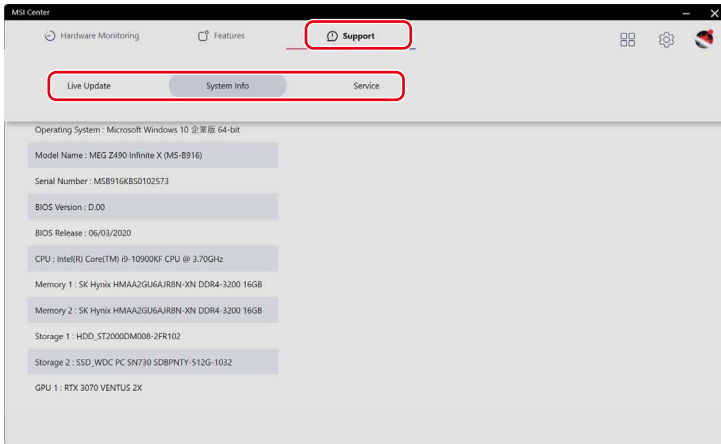 MSI Center
Hardware Monitoring Features Support
Live Update System Info Service
Operating System : Microsoft Windows 10 企業版 64-bit
Model Name : MEG Z490 Infinite X (MS-B916)
Serial Number : MSB916KBS0102573
BIOS Version : D.00
BIOS Release : 06/03/2020
CPU : Intel(R) Core(TM) i9-10900KF CPU @ 3.70GHz
Memory 1 : SK Hynix HMAA2GU6AJR8N-XN DDR4-3200 16GB
Memory 2 : SK Hynix HMAA2GU6AJR8N-XN DDR4-3200 16GB
Storage 1 : HDD_ST2000DM008-2FR102
Storage 2 : SSD_WDC PC SN730 SDBPNTY-512G-1032
GPU 1 : RTX 3070 VENTUS 2X